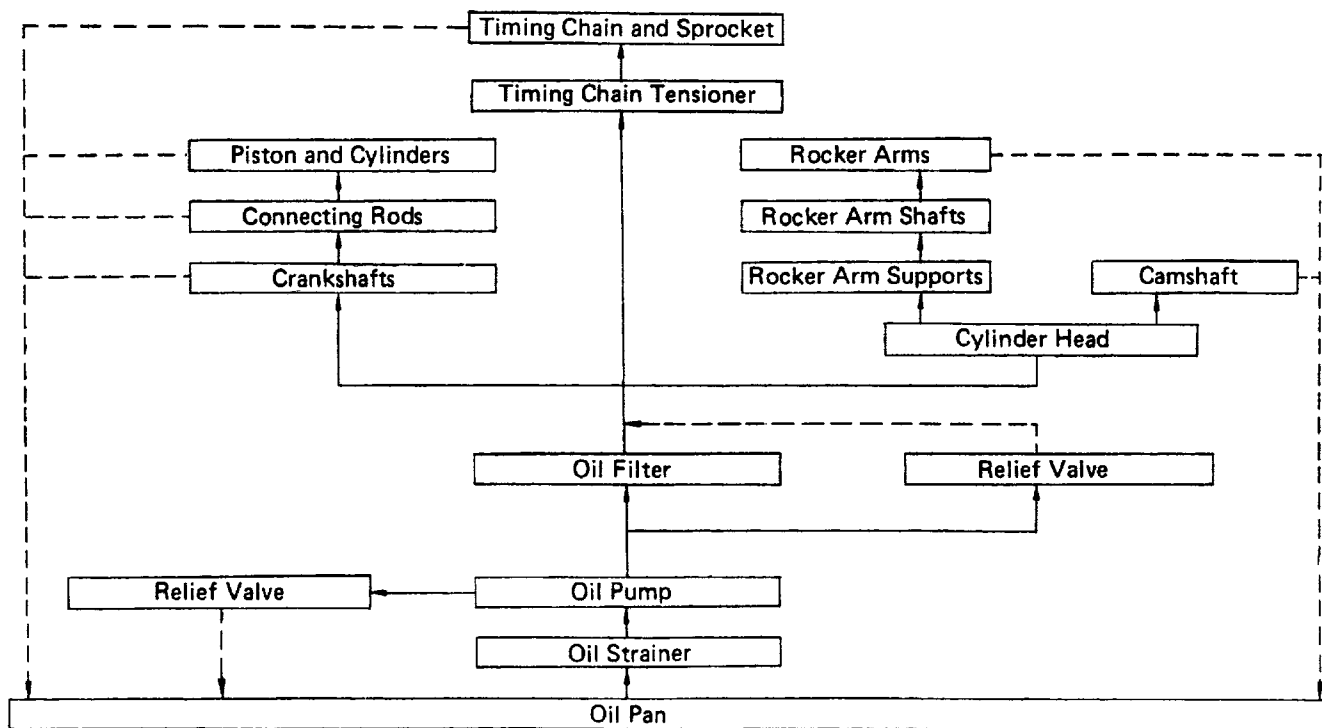 Timing Chain and Sprocket
Timing Chain Tensioner
Piston and Cylinders
Rocker Arms
Connecting Rods
Rocker Arm Shafts
Crankshafts
Rocker Arm Supports
Camshaft
Cylinder Head
Oil Filter
Relief Valve
Relief Valve
Oil Pump
Oil Strainer
Oil Pan